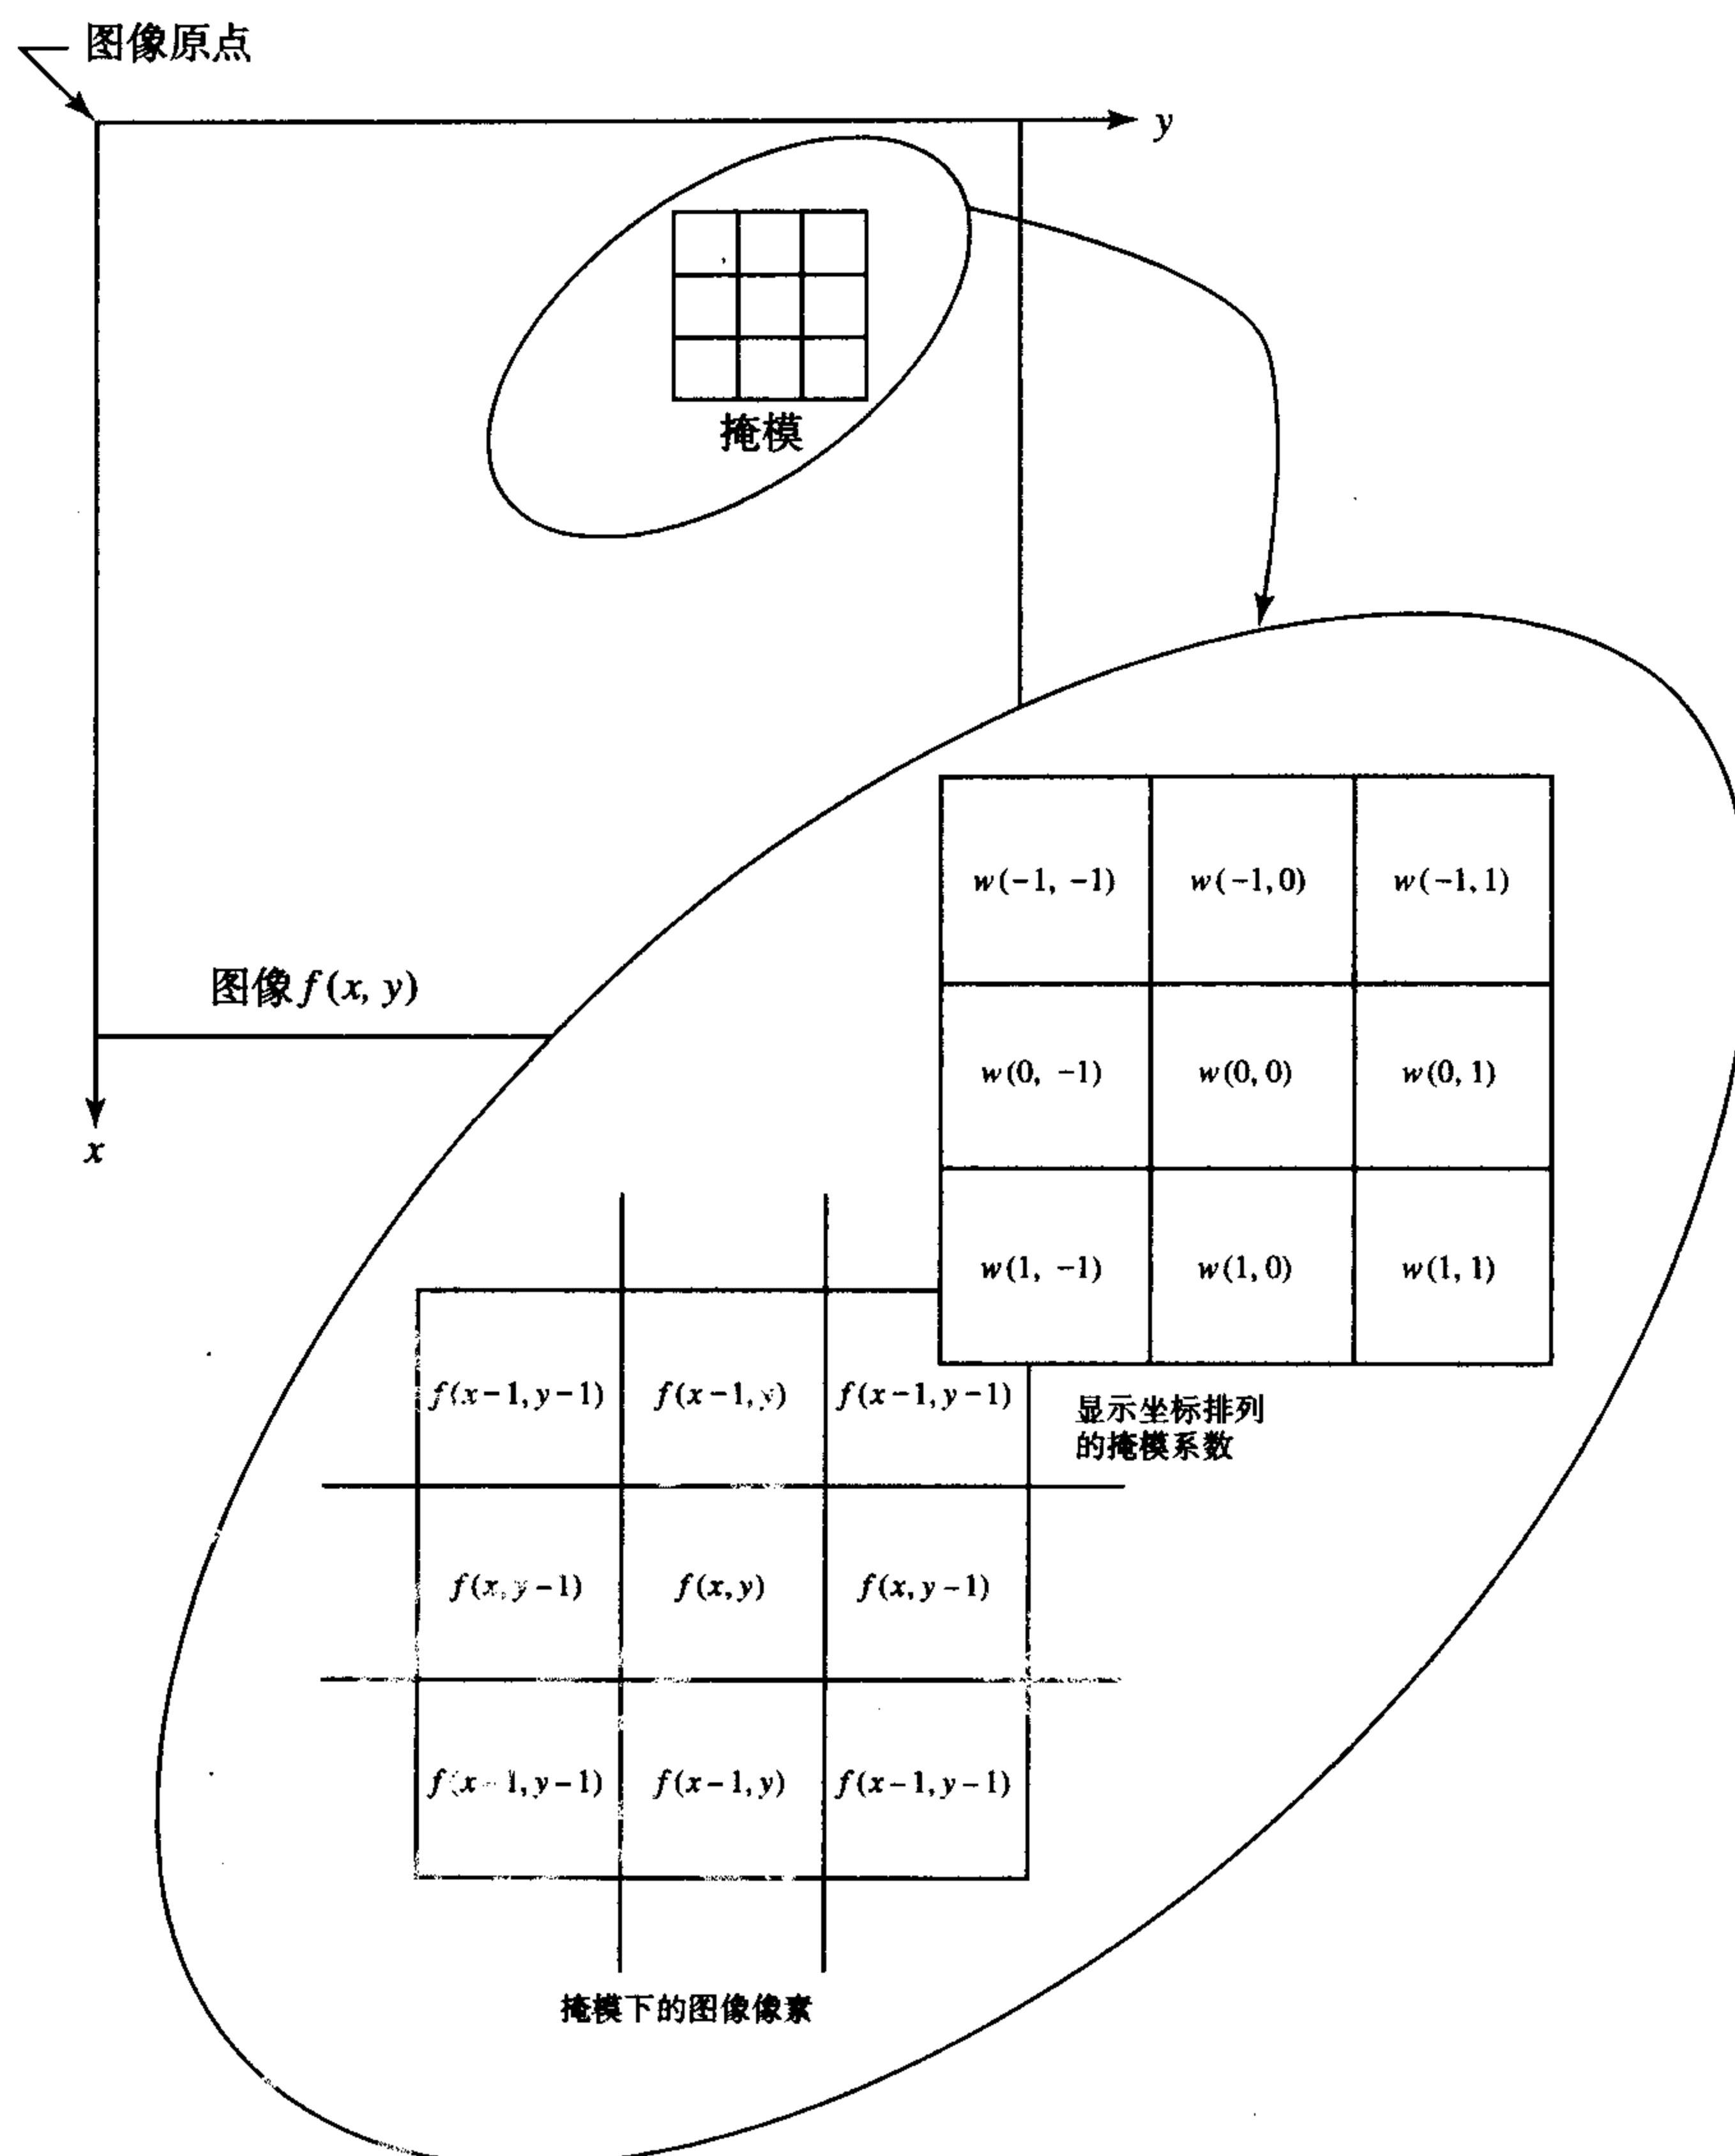 图像原点
y
掩模
w(-1, -1) w(-1,0) w(-1,1)
图像f(x, y)
w(0, -1) w(0,0) w(0,1)
x
w(1, -1) w(1,0) w(1,1)
f(x-1,y-1) f(x-1,y) f(x-1,y-1)
显示坐标排列
的掩模系数
f(x,y-1) f(x,y) f(x,y-1)
f(x-1,y-1) f(x-1,y) f(x-1,y-1)
掩模下的图像像素